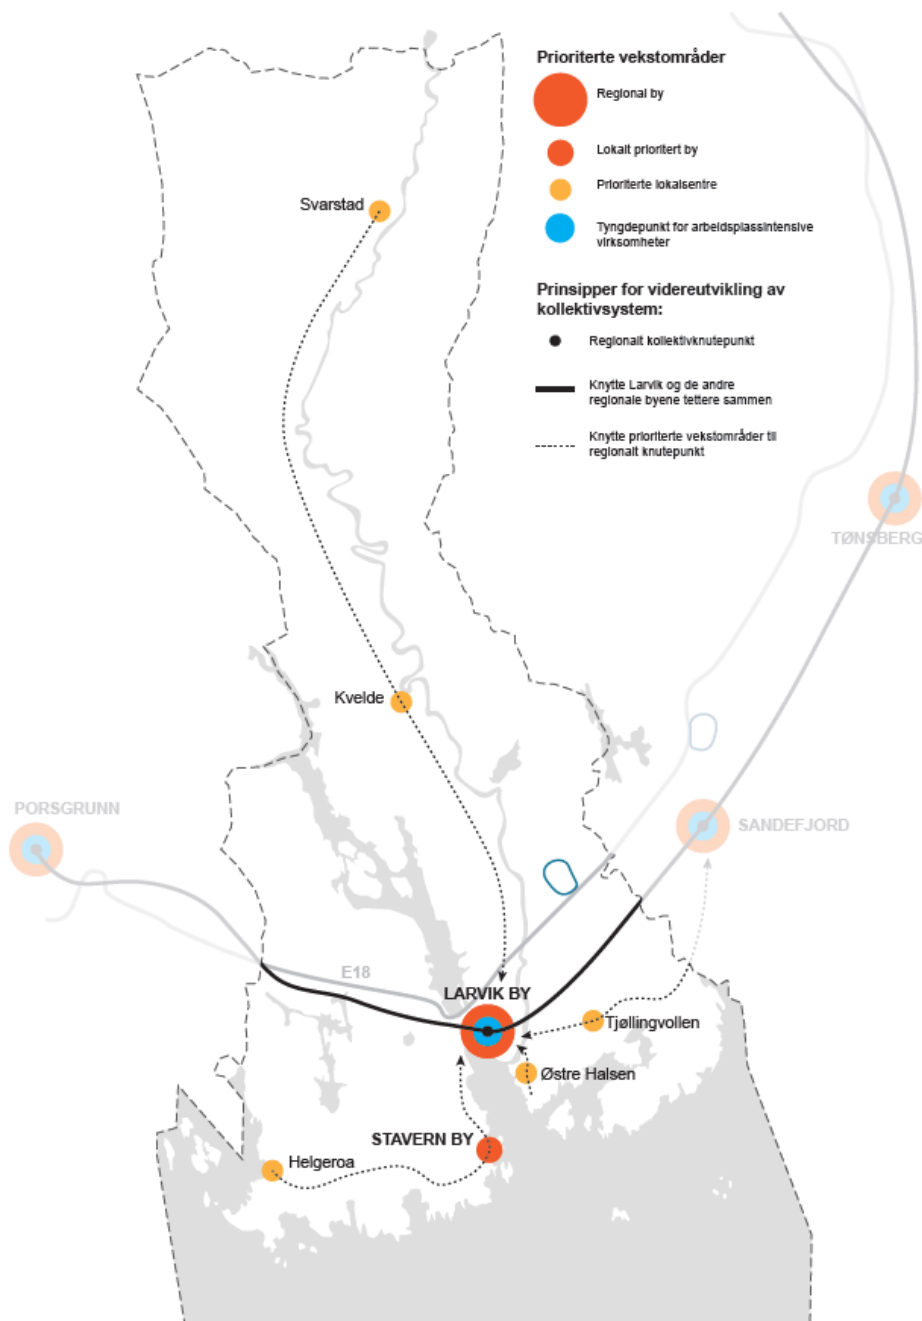 Prioriterte vekstområder
Regional by
Lokalt prioritert by
Prioriterte lokalsentre
Tyngdepunkt for arbeidsplassintensive
virksomheter
Prinsipper for videreutvikling av
kollektivsystem:
Regionalt kollektivknutepunkt
Knytte Larvik og de andre
regionale byene tettere sammen
Knytte prioriterte vekstområder til
regionalt knutepunkt
Svarstad
TØNSBERG
Kvelde
PORSGRUNN
SANDEFJORD
E18
LARVIK BY
Tjøllingvollen
Østre Halsen
STAVERN BY
Helgeroa